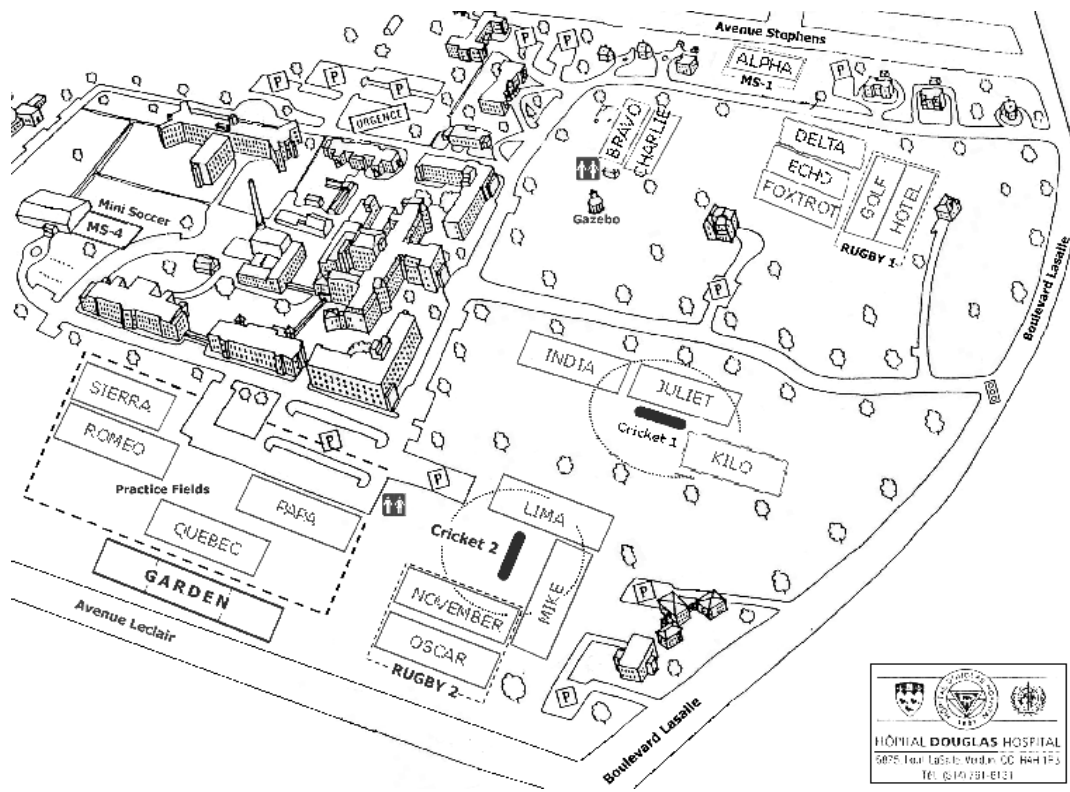 Avenue Stephens
P
P
P
P
P
P
ALPHA
MS-1
URGENCE
BRAVO
CHARLIE
DELTA
ECHO
FOXTROT
GOLF
HOTEL
RUGBY 1
Gazebo
Mini Soccer
MS-4
P
Boulevard Lasalle
INDIA
JULIET
Cricket 1
KILO
SIERRA
ROMEO
P
P
Practice Fields
PAPA
QUEBEC
LIMA
Cricket 2
MIKE
GARDEN
NOVEMBER
OSCAR
RUGBY 2
P
P
Avenue Leclair
Boulevard Lasalle
HÔPITAL DOUGLAS HOSPITAL